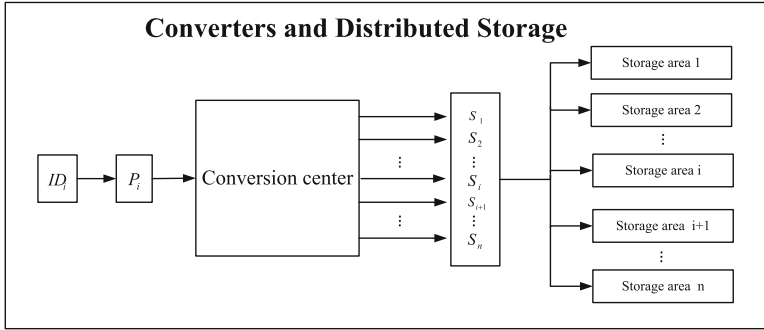 Converters and Distributed Storage
ID_i
P_i
Conversion center
⋮
⋮
S_1
S_2
⋮
S_i
S_{i+1}
⋮
S_n
Storage area 1
Storage area 2
⋮
Storage area i
Storage area i+1
⋮
Storage area n